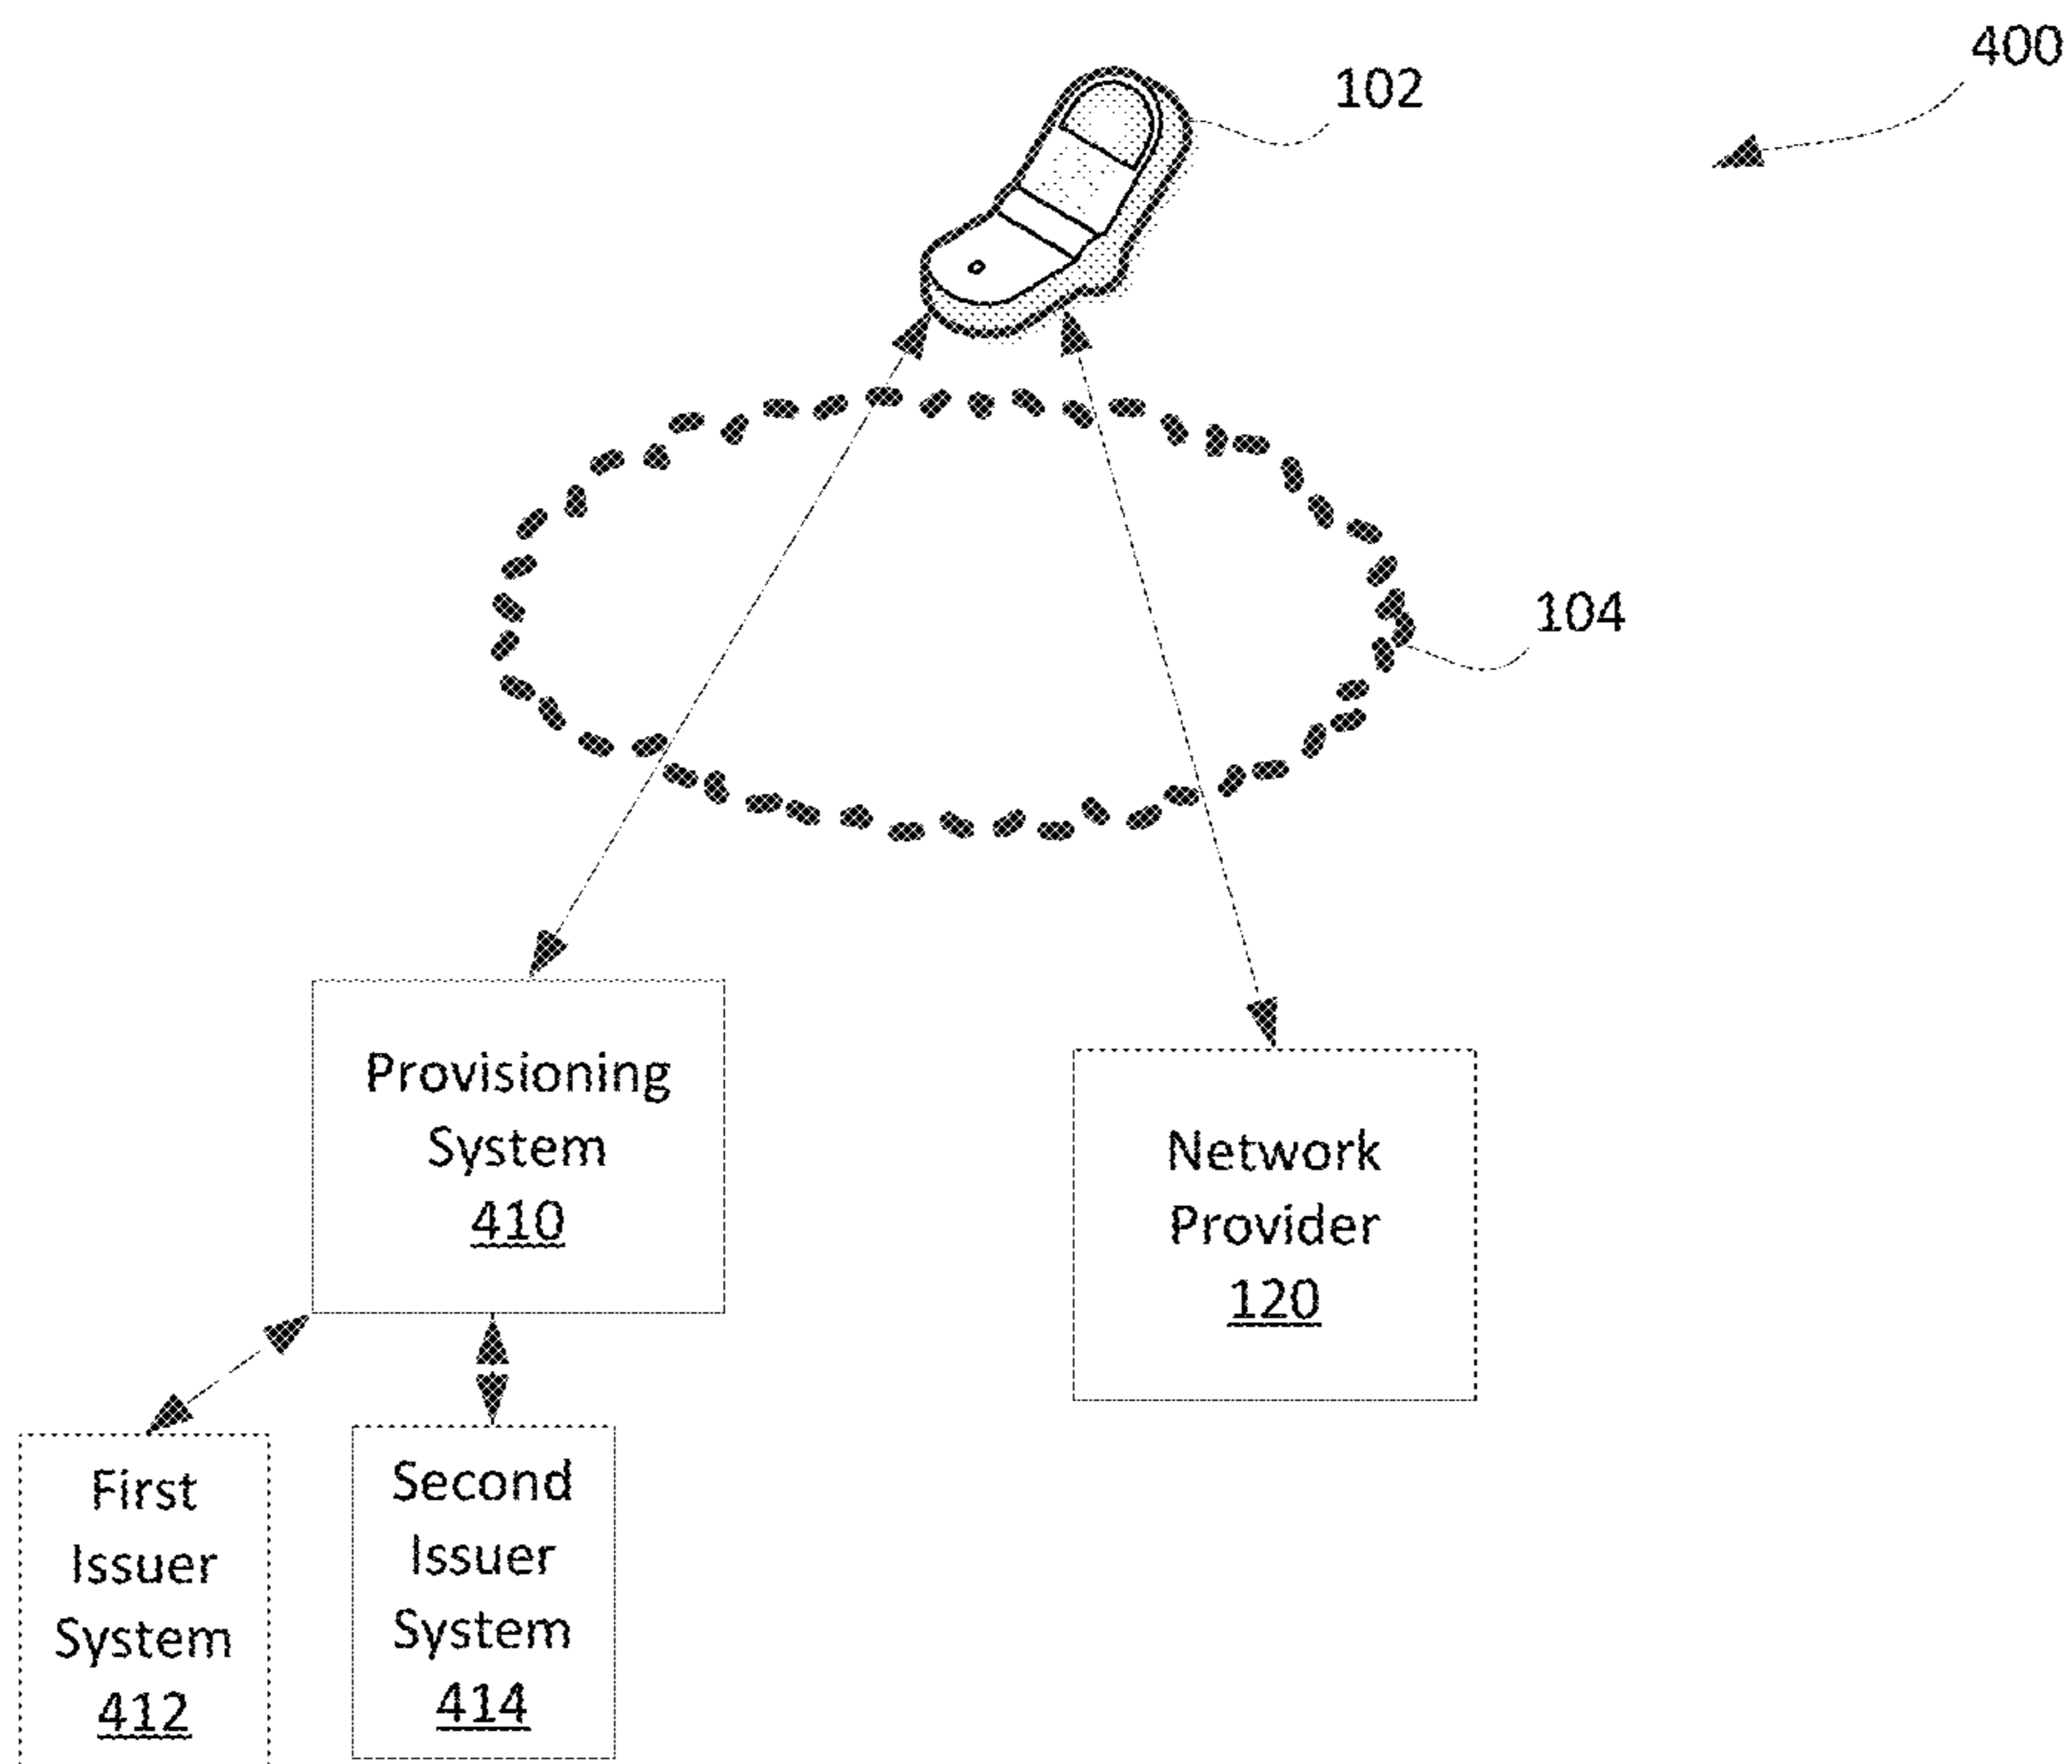 400
102
104
Provisioning
System
410
Network
Provider
120
First
Issuer
System
412
Second
Issuer
System
414